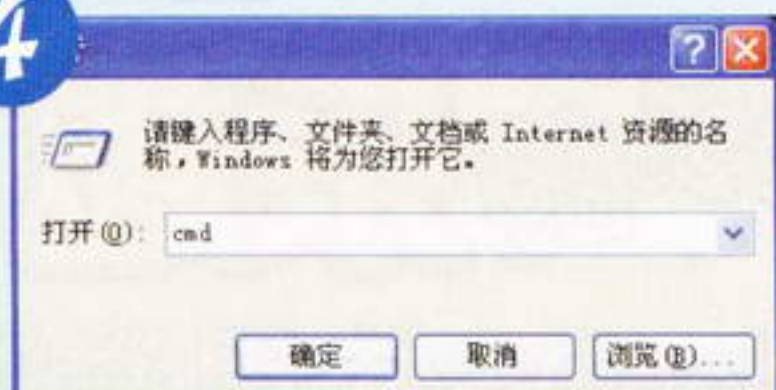 4
请键入程序、文件夹、文档或 Internet 资源的名
称，Windows 将为您打开它。
打开(O): cmd
确定 取消 浏览(B)...